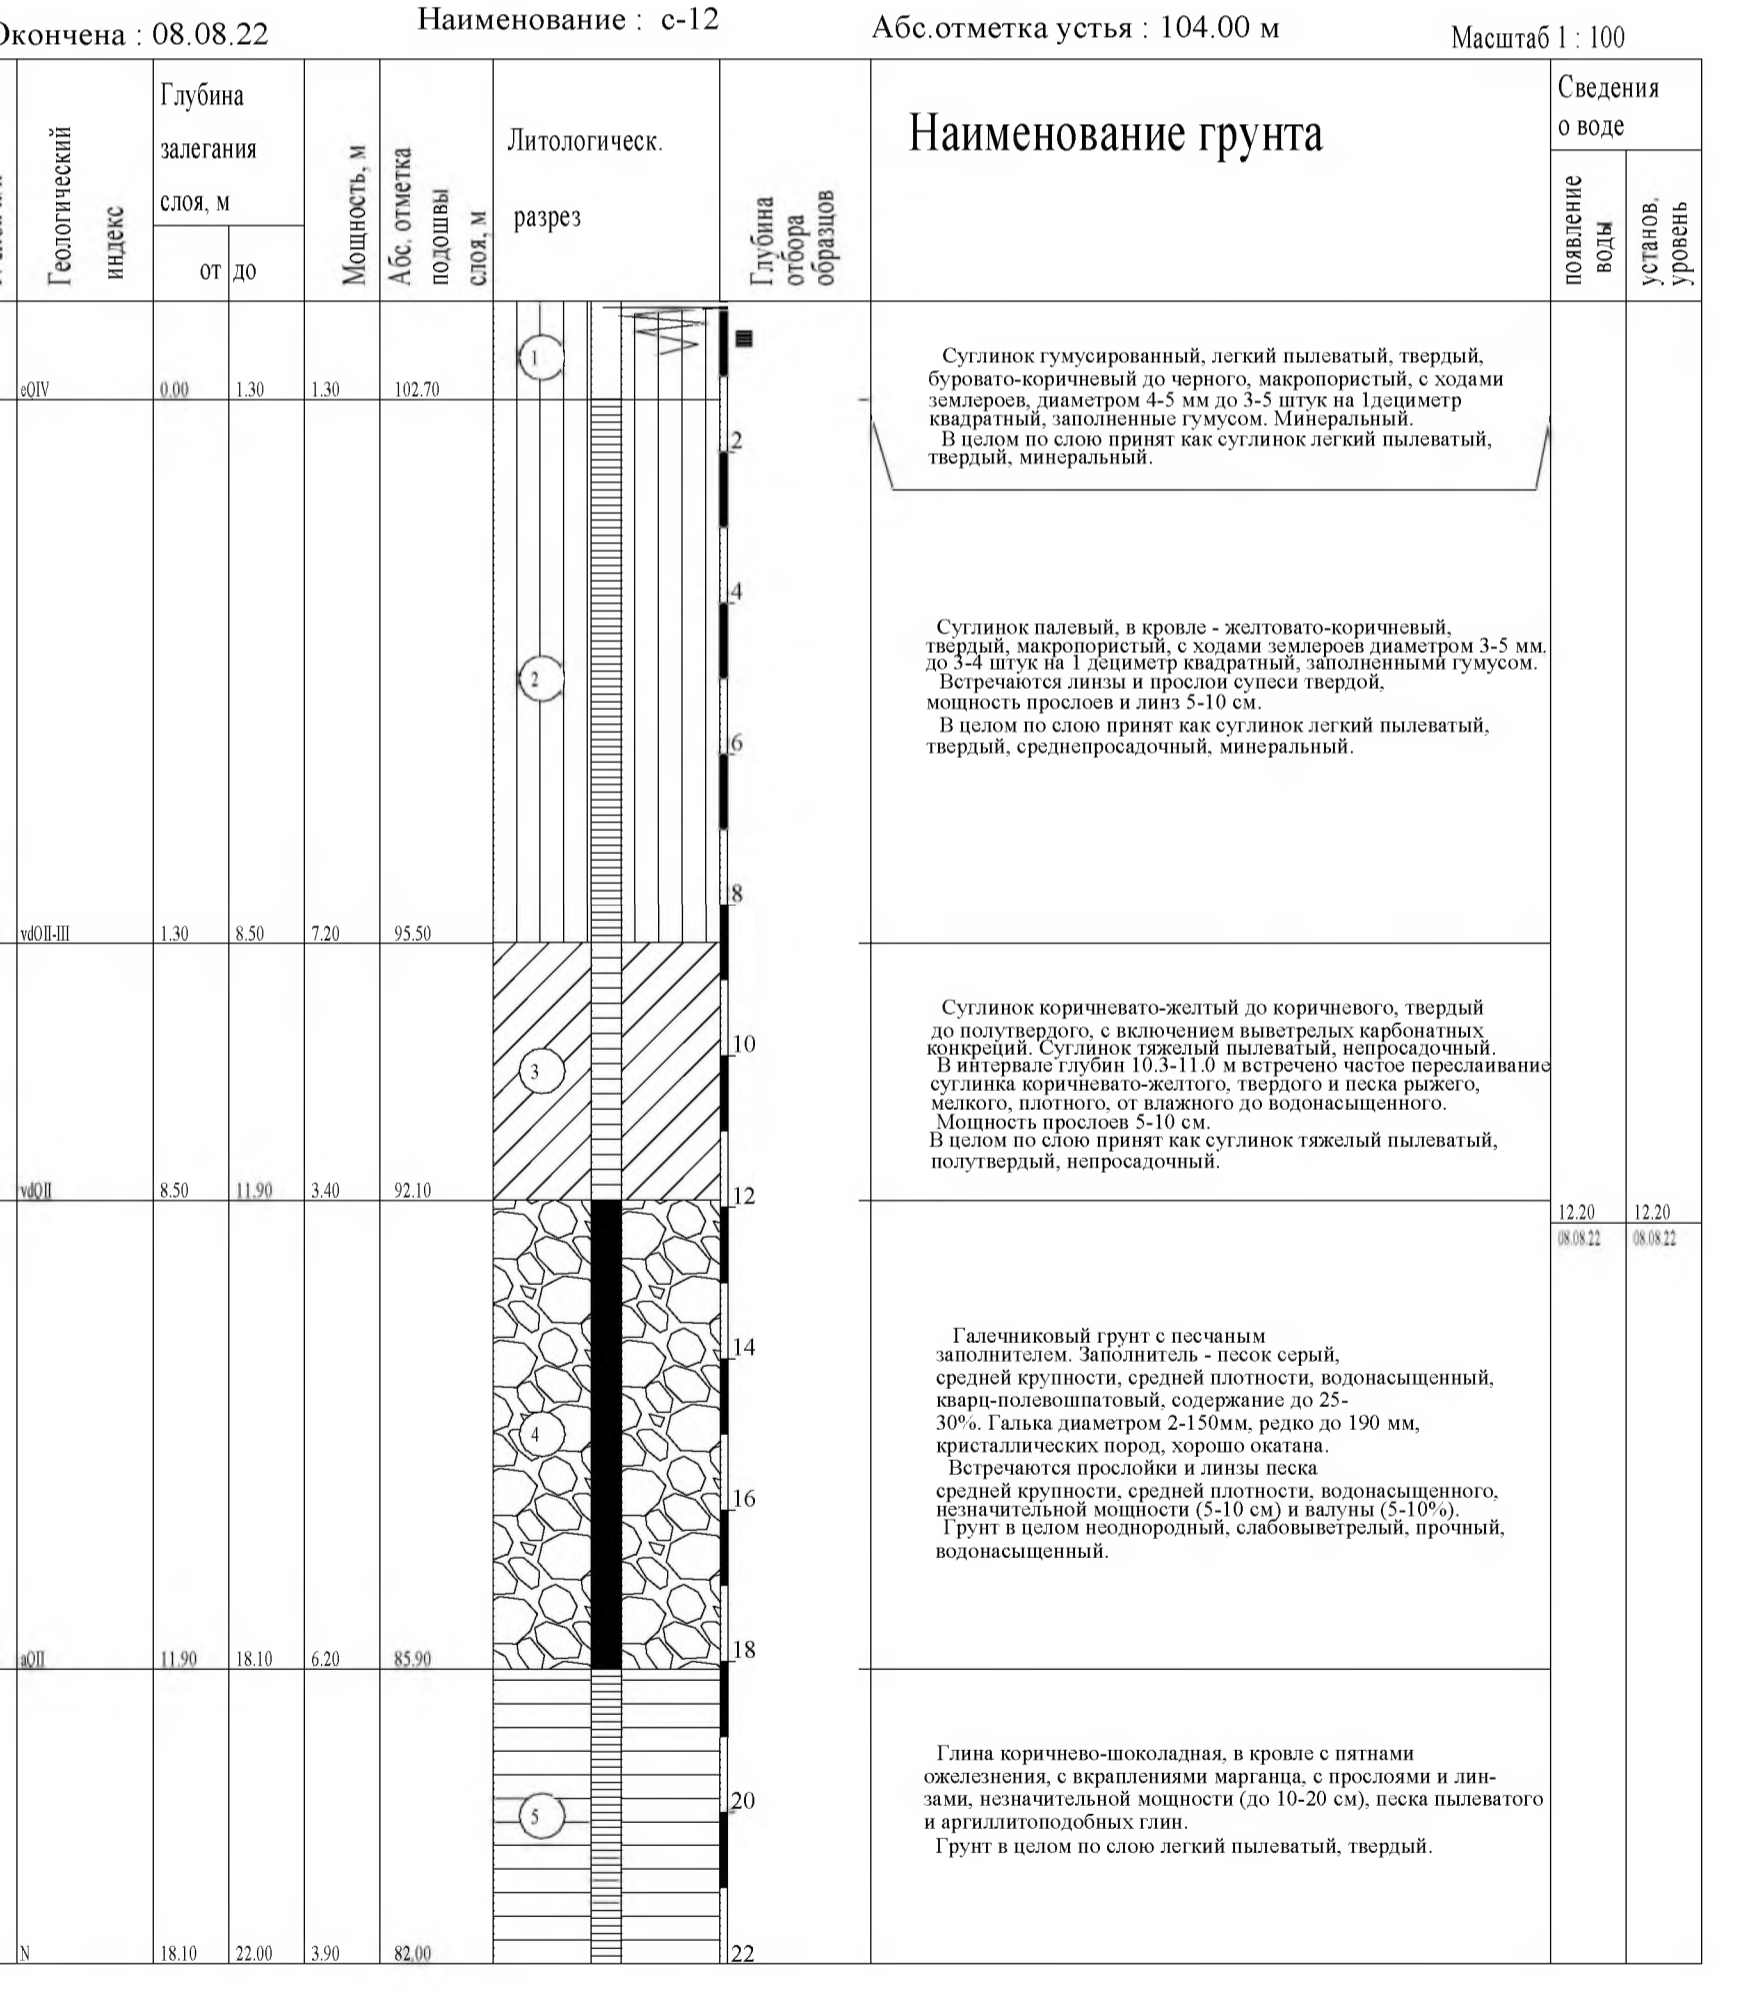 Окончена : 08.08.22
Наименование : с-12
Абс.отметка устья : 104.00 м
Масштаб 1 : 100
Геологический
индекс
Глубина
залегания
слоя, м
от
до
Мощность, м
Абс. отметка
подошвы
слоя, м
Литологическ.
разрез
Глубина
отбора
образцов
Наименование грунта
Сведения
о воде
появление
воды
установ.
уровень
1
Суглинок гумусированный, легкий пылеватый, твердый,
буровато-коричневый до черного, макропористый, с ходами
землероев, диаметром 4-5 мм до 3-5 штук на 1дециметр
квадратный, заполненные гумусом. Минеральный.
В целом по слою принят как суглинок легкий пылеватый,
твердый, минеральный.
eQIV 0.00 1.30 1.30 102.70
2
4
2
Суглинок палевый, в кровле - желтовато-коричневый,
твердый, макропористый, с ходами землероев диаметром 3-5 мм.
до 3-4 штук на 1 дециметр квадратный, заполненными гумусом.
Встречаются линзы и прослои супеси твердой,
мощность прослоев и линз 5-10 см.
В целом по слою принят как суглинок легкий пылеватый,
твердый, среднепросадочный, минеральный.
6
8
vdQII-III 1.30 8.50 7.20 95.50
10
3
Суглинок коричневато-желтый до коричневого, твердый
до полутвердого, с включением выветрелых карбонатных
конкреций. Суглинок тяжелый пылеватый, непросадочный.
В интервале глубин 10.3-11.0 м встречено частое переслаивание
суглинка коричневато-желтого, твердого и песка рыжего,
мелкого, плотного, от влажного до водонасыщенного.
Мощность прослоев 5-10 см.
В целом по слою принят как суглинок тяжелый пылеватый,
полутвердый, непросадочный.
vdQII 8.50 11.90 3.40 92.10
12
12.20 12.20
08.08.22 08.08.22
14
4
Галечниковый грунт с песчаным
заполнителем. Заполнитель - песок серый,
средней крупности, средней плотности, водонасыщенный,
кварц-полевошпатовый, содержание до 25-
30%. Галька диаметром 2-150мм, редко до 190 мм,
кристаллических пород, хорошо окатана.
Встречаются прослойки и линзы песка
средней крупности, средней плотности, водонасыщенного,
незначительной мощности (5-10 см) и валуны (5-10%).
Грунт в целом неоднородный, слабовыветрелый, прочный,
водонасыщенный.
16
18
aQII 11.90 18.10 6.20 85.90
20
5
Глина коричнево-шоколадная, в кровле с пятнами
ожелезнения, с вкраплениями марганца, с прослоями и лин-
зами, незначительной мощности (до 10-20 см), песка пылеватого
и аргиллитоподобных глин.
Грунт в целом по слою легкий пылеватый, твердый.
N 18.10 22.00 3.90 82.00
22